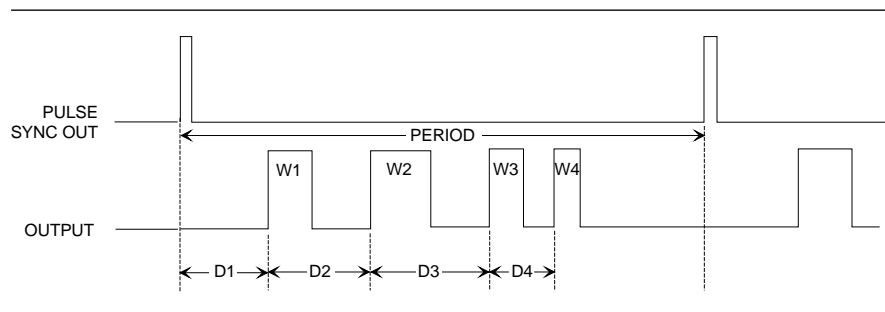 PULSE
SYNC OUT
PERIOD
W1
W2
W3
W4
OUTPUT
D1
D2
D3
D4